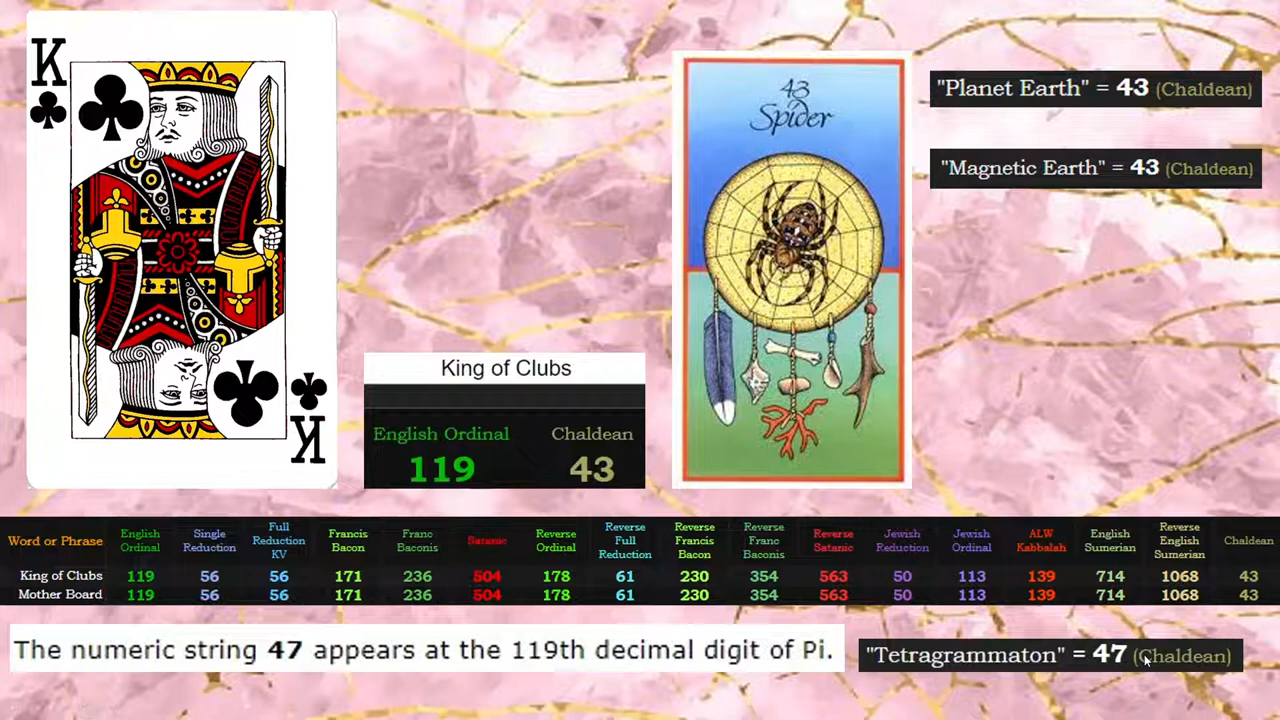 K
43
Spider
"Planet Earth" = 43 (Chaldean)
"Magnetic Earth" = 43 (Chaldean)
King of Clubs
English Ordinal Chaldean
119 43
K
Word or Phrase English Ordinal Single Reduction Full Reduction KV Francis Bacon Franc Baconis Satanic Reverse Ordinal Reverse Full Reduction Reverse Francis Bacon Reverse Franc Baconis Reverse Satanic Jewish Reduction Jewish Ordinal ALW Kabbalah English Sumerian Reverse English Sumerian Chaldean
King of Clubs 119 56 56 171 236 504 178 61 230 354 563 50 113 139 714 1068 43
Mother Board 119 56 56 171 236 504 178 61 230 354 563 50 113 139 714 1068 43
The numeric string 47 appears at the 119th decimal digit of Pi.
"Tetragrammaton" = 47 (Chaldean)